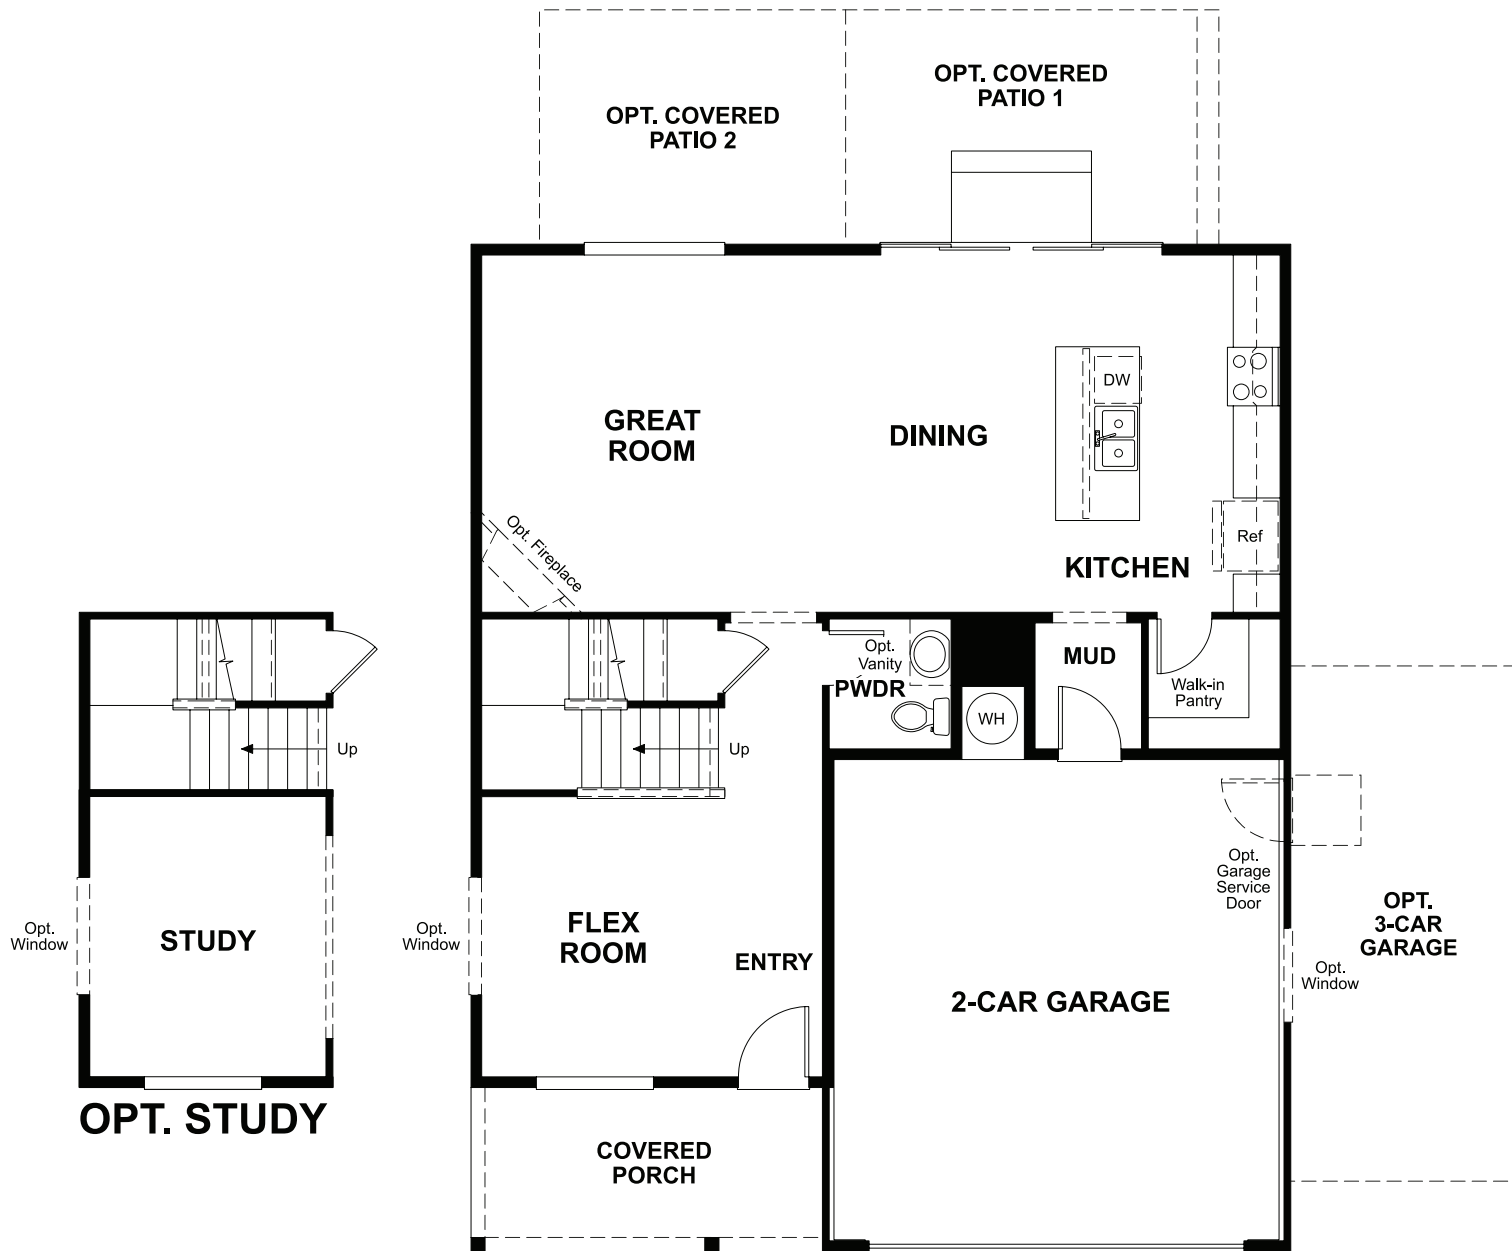 OPT. COVERED
PATIO 1
OPT. COVERED
PATIO 2
DW
GREAT
ROOM
DINING
Ref
Opt. Fireplace
KITCHEN
Opt.
Vanity
PWDR
MUD
Walk-in
Pantry
WH
Up
Up
Opt.
Garage
Service
Door
Opt.
Window
STUDY
Opt.
Window
FLEX
ROOM
ENTRY
OPT.
3-CAR
GARAGE
Opt.
Window
2-CAR GARAGE
OPT. STUDY
COVERED
PORCH